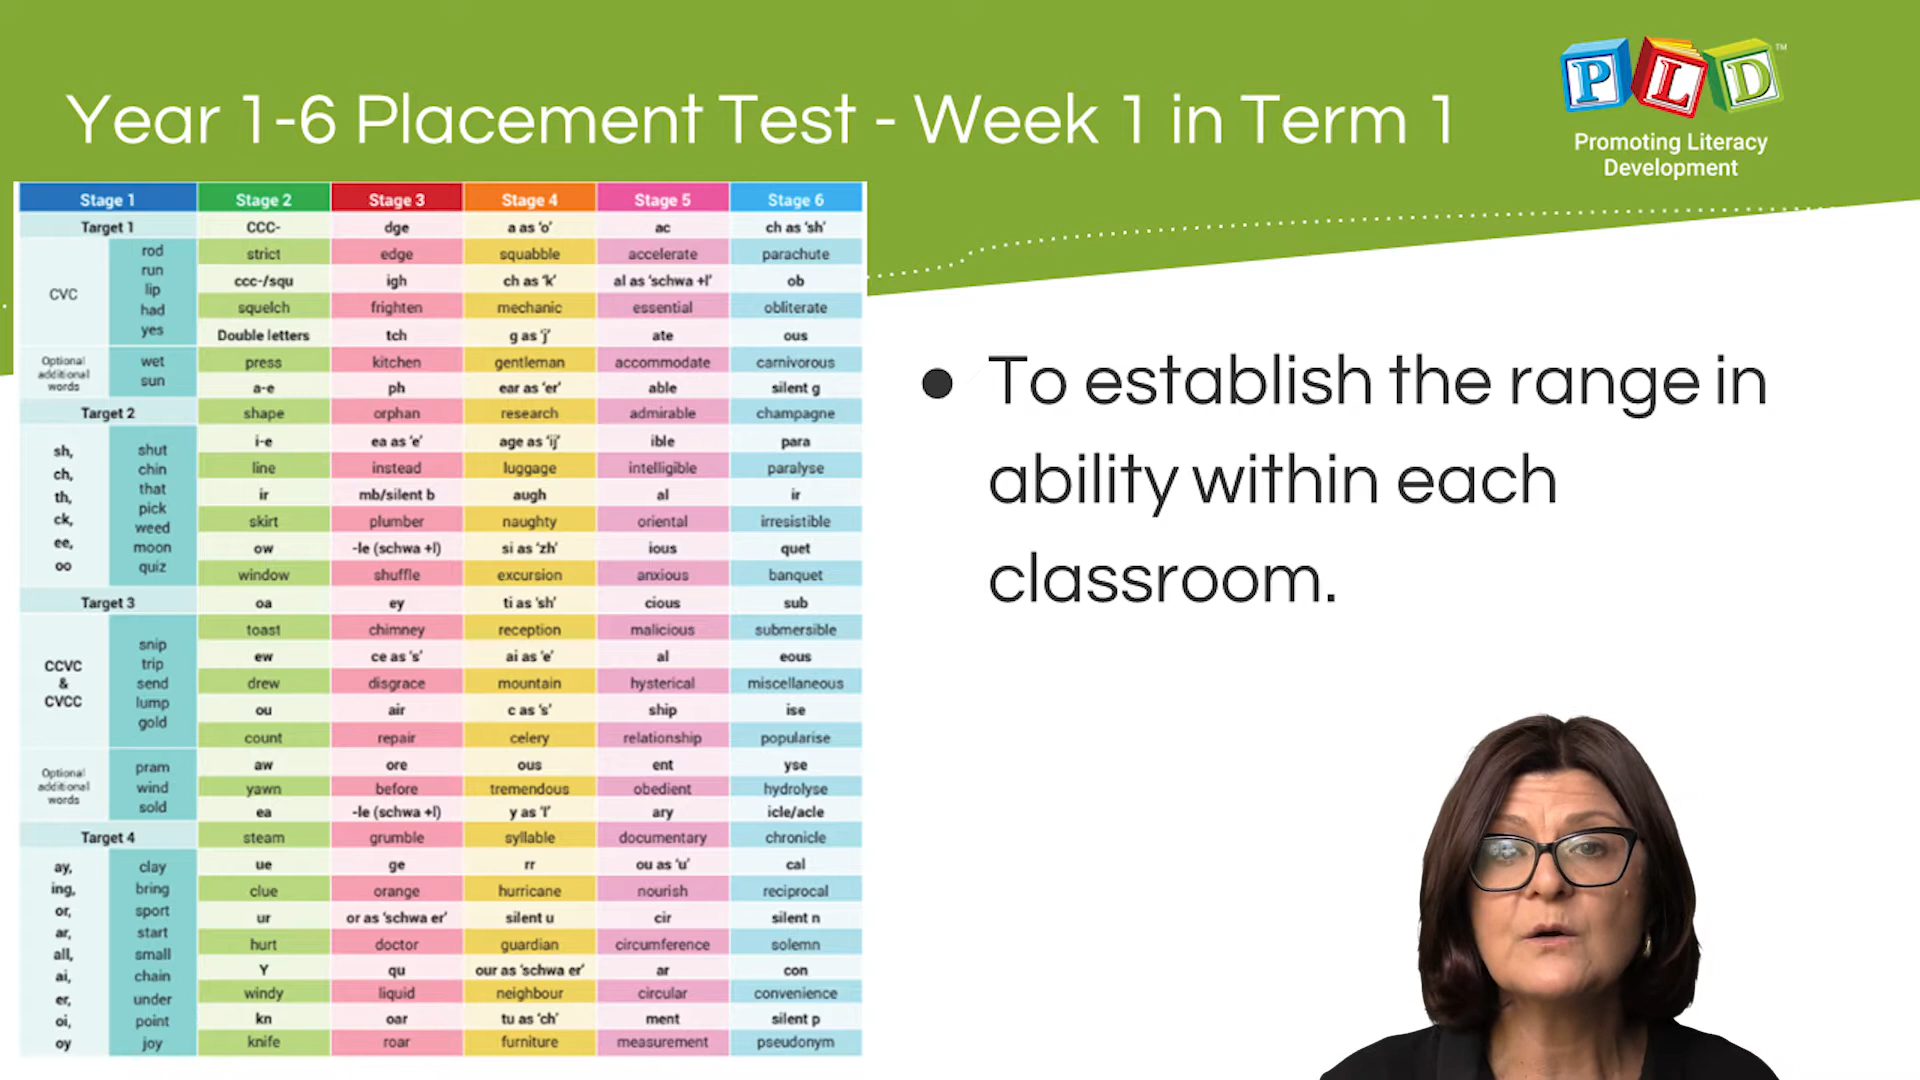 Year 1-6 Placement Test - Week 1 in Term 1
PLD™
Promoting Literacy
Development
Stage 1 Stage 2 Stage 3 Stage 4 Stage 5 Stage 6
Target 1
CVC
rod
run
lip
had
yes
Optional
additional
words
wet
sun
Target 2
sh,
ch,
th,
ck,
ee,
oo
shut
chin
that
pick
weed
moon
quiz
Target 3
CCVC
&
CVCC
snip
trip
send
lump
gold
Optional
additional
words
pram
wind
sold
Target 4
ay,
ing,
or,
ar,
all,
ai,
er,
oi,
oy
clay
bring
sport
start
small
chain
under
point
joy
CCC- dge a as 'o' ac ch as 'sh'
strict edge squabble accelerate parachute
ccc-/squ igh ch as 'k' al as 'schwa +l' ob
squelch frighten mechanic essential obliterate
Double letters tch g as 'j' ate ous
press kitchen gentleman accommodate carnivorous
a-e ph ear as 'er' able silent g
shape orphan research admirable champagne
i-e ea as 'e' age as 'ij' ible para
line instead luggage intelligible paralyse
ir mb/silent b augh al ir
skirt plumber naughty oriental irresistible
ow -le (schwa +l) si as 'zh' ious quet
window shuffle excursion anxious banquet
oa ey ti as 'sh' cious sub
toast chimney reception malicious submersible
ew ce as 's' ai as 'e' al eous
drew disgrace mountain hysterical miscellaneous
ou air c as 's' ship ise
count repair celery relationship popularise
aw ore ous ent yse
yawn before tremendous obedient hydrolyse
ea -le (schwa +l) y as 'I' ary icle/acle
steam grumble syllable documentary chronicle
ue ge rr ou as 'u' cal
clue orange hurricane nourish reciprocal
ur or as 'schwa er' silent u cir silent n
hurt doctor guardian circumference solemn
Y qu our as 'schwa er' ar con
windy liquid neighbour circular convenience
kn oar tu as 'ch' ment silent p
knife roar furniture measurement pseudonym
● To establish the range in
ability within each
classroom.